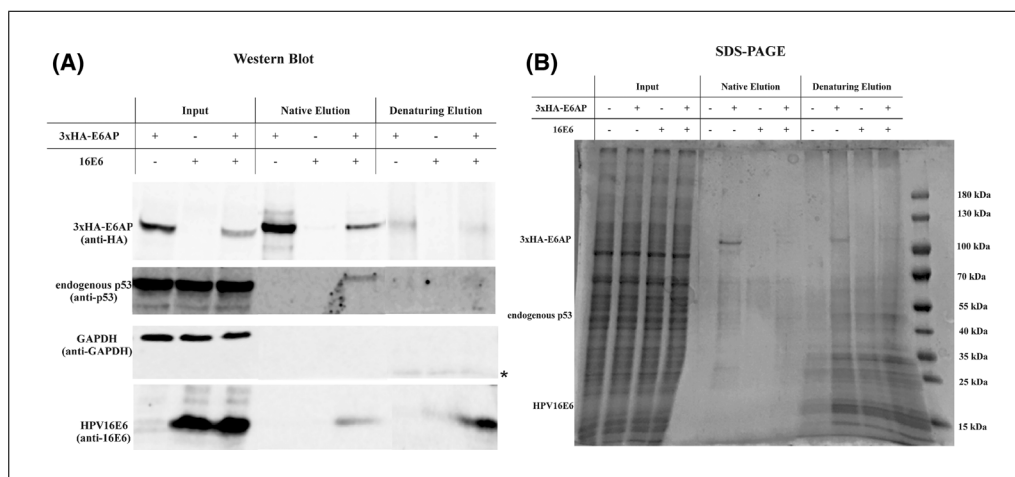 (A)
Western Blot
Input Native Elution Denaturing Elution
3xHA-E6AP + - + + - + + - +
16E6 - + + - + + - + +
3xHA-E6AP
(anti-HA)
endogenous p53
(anti-p53)
GAPDH
(anti-GAPDH)
*
HPV16E6
(anti-16E6)
(B)
SDS-PAGE
Input Native Elution Denaturing Elution
3xHA-E6AP - + - + - + - + - + - +
16E6 - - + + - - + + - - + +
180 kDa
130 kDa
3xHA-E6AP
100 kDa
70 kDa
55 kDa
endogenous p53
40 kDa
35 kDa
25 kDa
HPV16E6
15 kDa